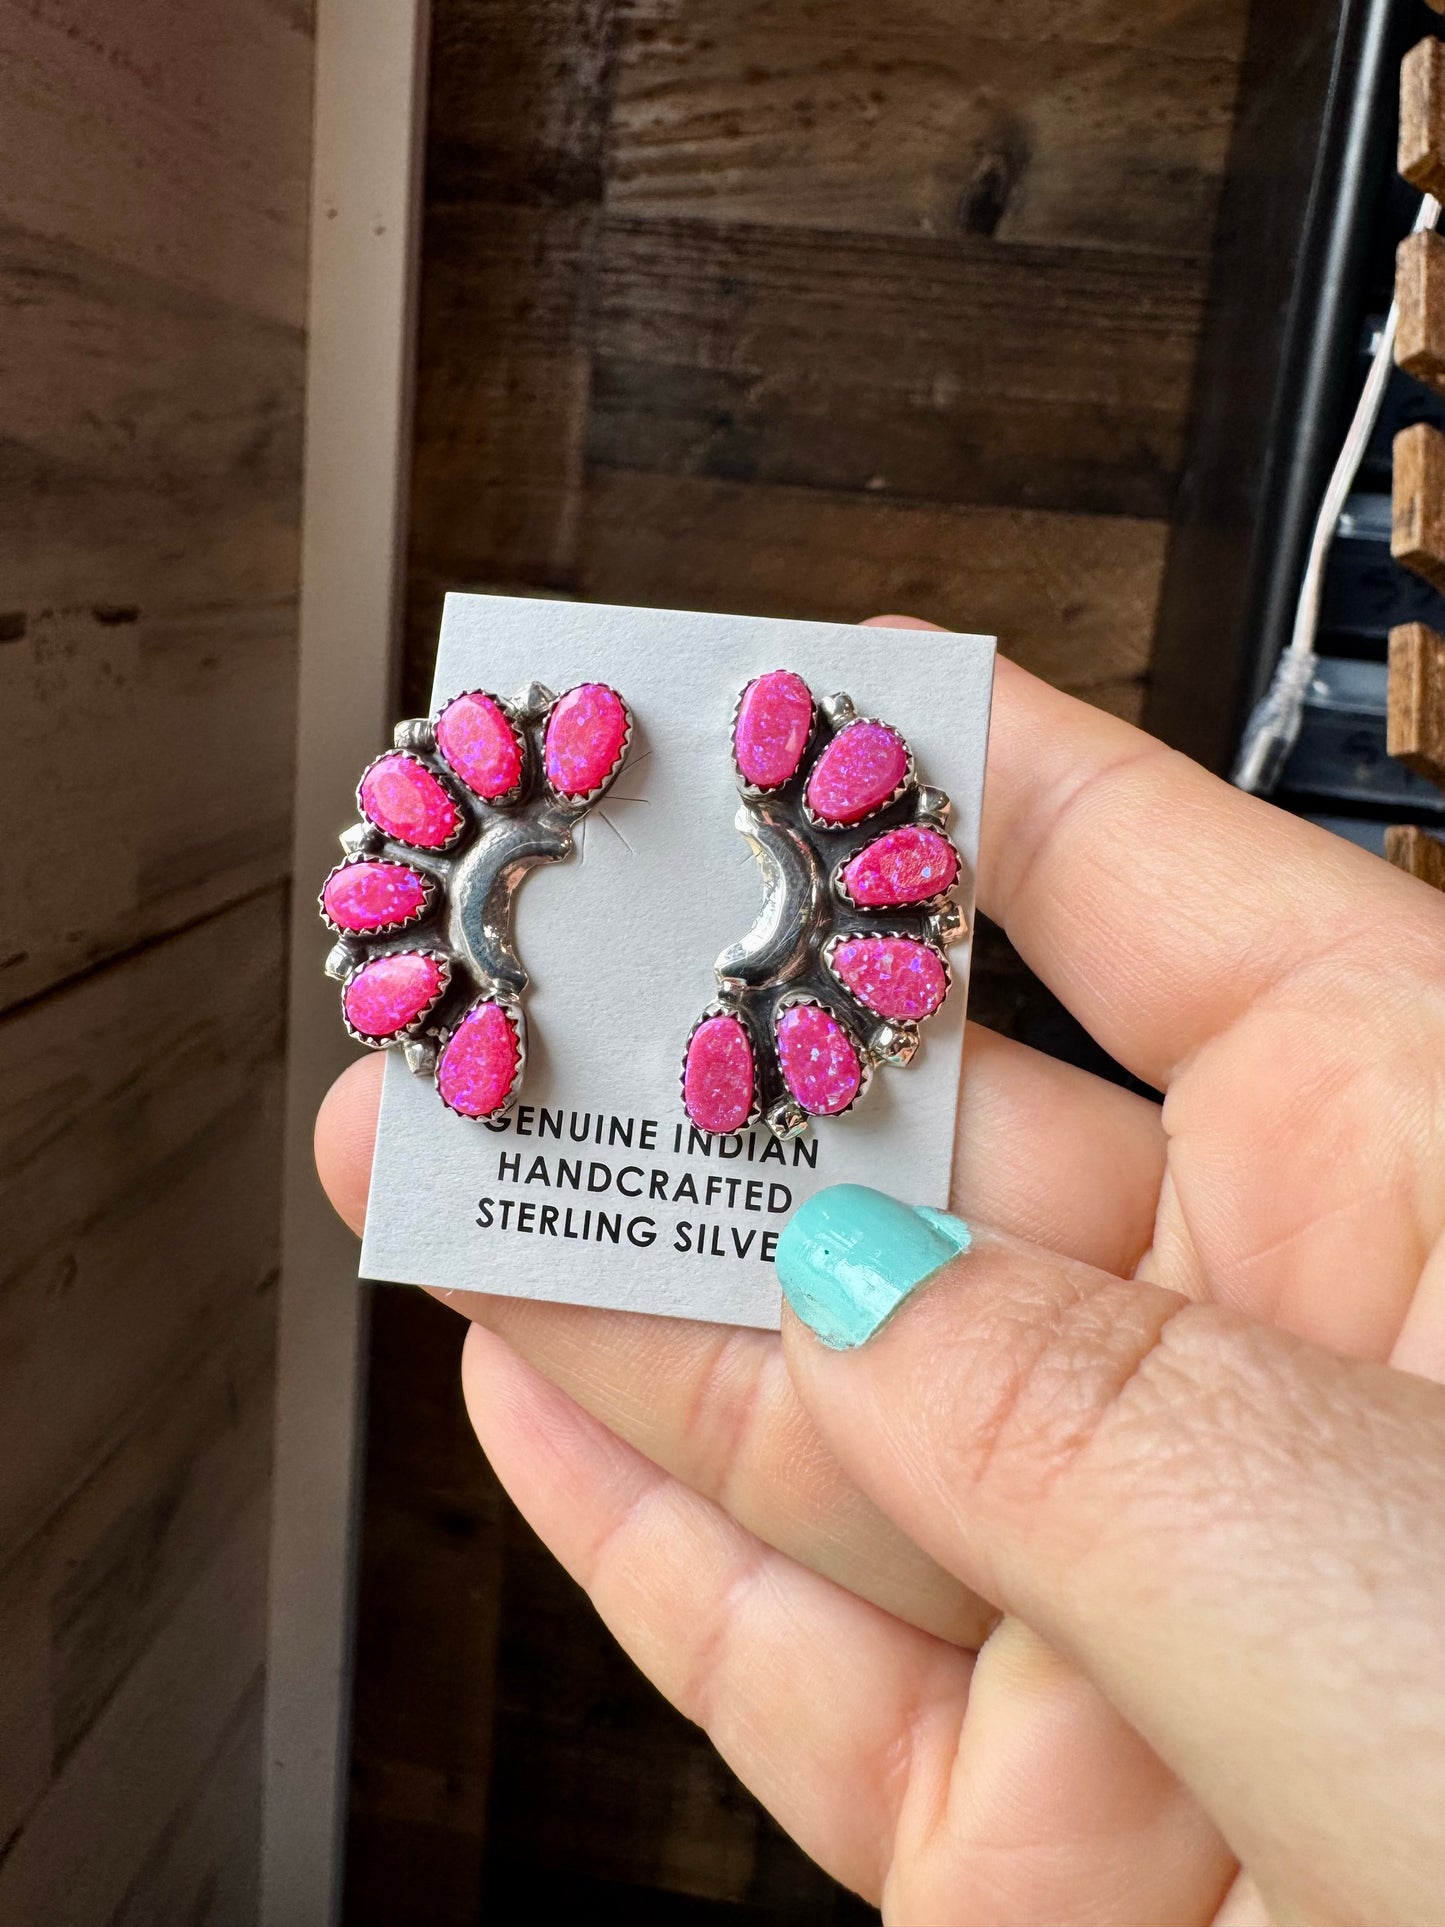 GENUINE INDIAN
HANDCRAFTED
STERLING SILVE